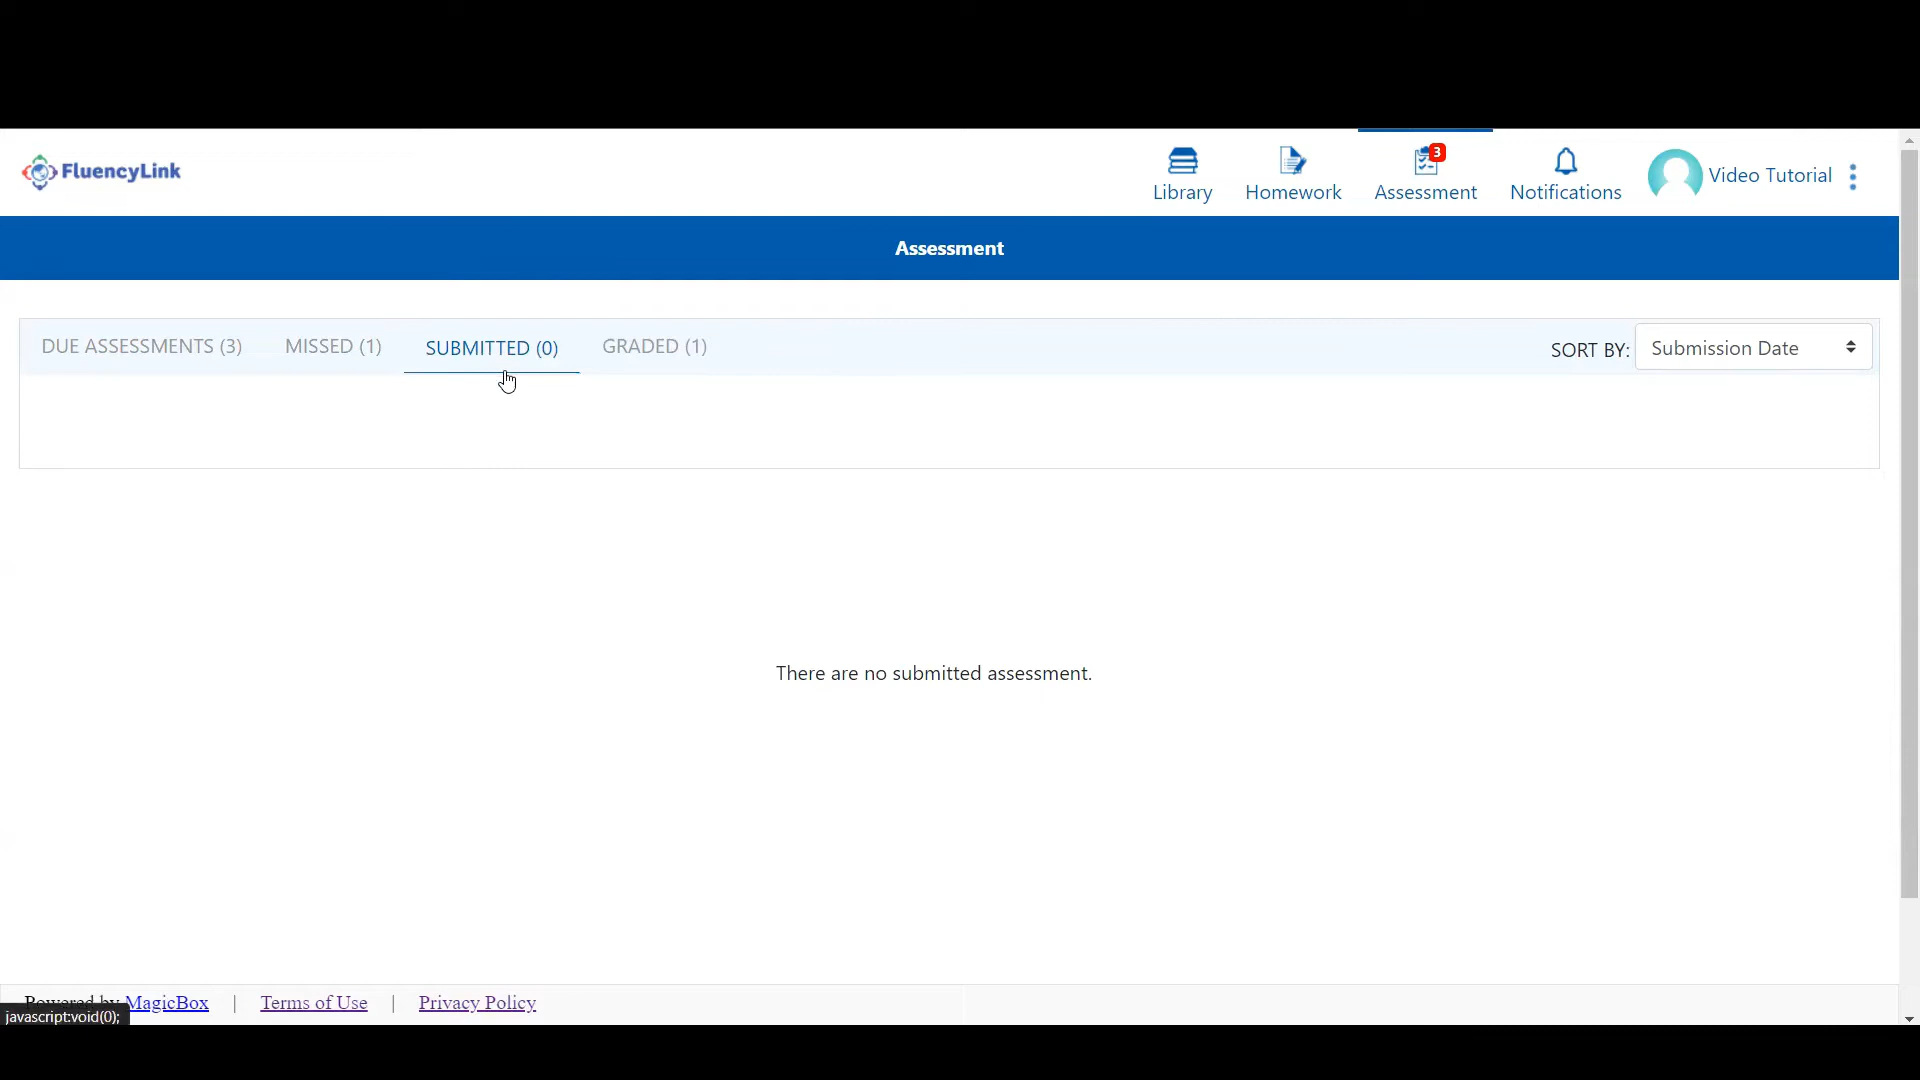 FluencyLink
Library
Homework
3
Assessment
Notifications
Video Tutorial
Assessment
DUE ASSESSMENTS (3)
MISSED (1)
SUBMITTED (0)
GRADED (1)
SORT BY:
Submission Date
There are no submitted assessment.
Powered by MagicBox | Terms of Use | Privacy Policy
javascript:void(0);